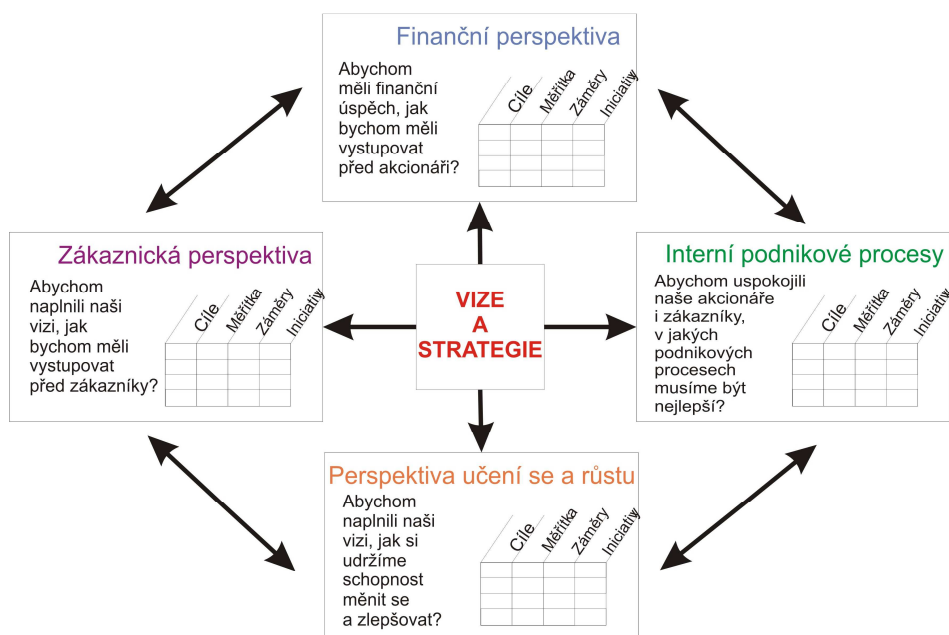 Finanční perspektiva
Abychom
měli finanční
úspěch, jak
bychom měli
vystupovat
před akcionáři?
Cíle
Měřítka
Záměry
Iniciativy
Zákaznická perspektiva
Abychom
naplnili naši
vizi, jak
bychom měli
vystupovat
před zákazníky?
Cíle
Měřítka
Záměry
Iniciativy
VIZE
A
STRATEGIE
Interní podnikové procesy
Abychom uspokojili
naše akcionáře
i zákazníky,
v jakých
podnikových
procesech
musíme být
nejlepší?
Cíle
Měřítka
Záměry
Iniciativy
Perspektiva učení se a růstu
Abychom
naplnili naši
vizi, jak si
udržíme
schopnost
měnit se
a zlepšovat?
Cíle
Měřítka
Záměry
Iniciativy